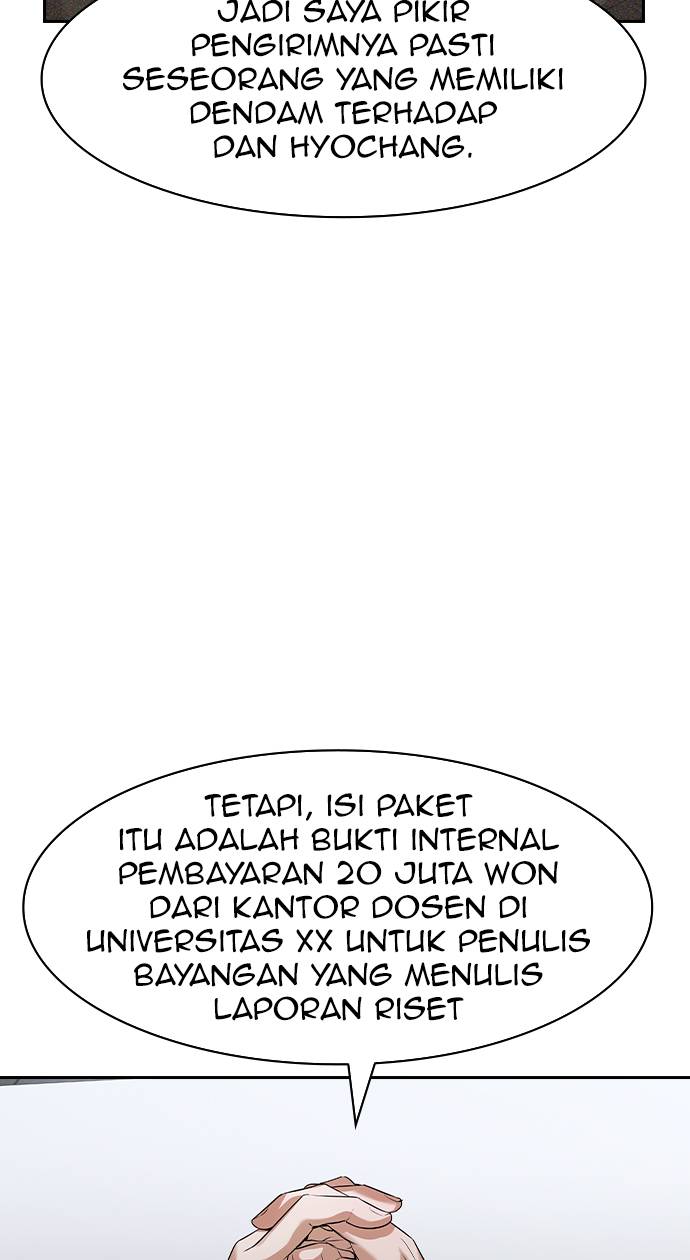 JADI SAYA PIKIR
PENGIRIMNYA PASTI
SESEORANG YANG MEMILIKI
DENDAM TERHADAP
DAN HYOCHANG.
TETAPI, ISI PAKET
ITU ADALAH BUKTI INTERNAL
PEMBAYARAN 20 JUTA WON
DARI KANTOR DOSEN DI
UNIVERSITAS XX UNTUK PENULIS
BAYANGAN YANG MENULIS
LAPORAN RISET